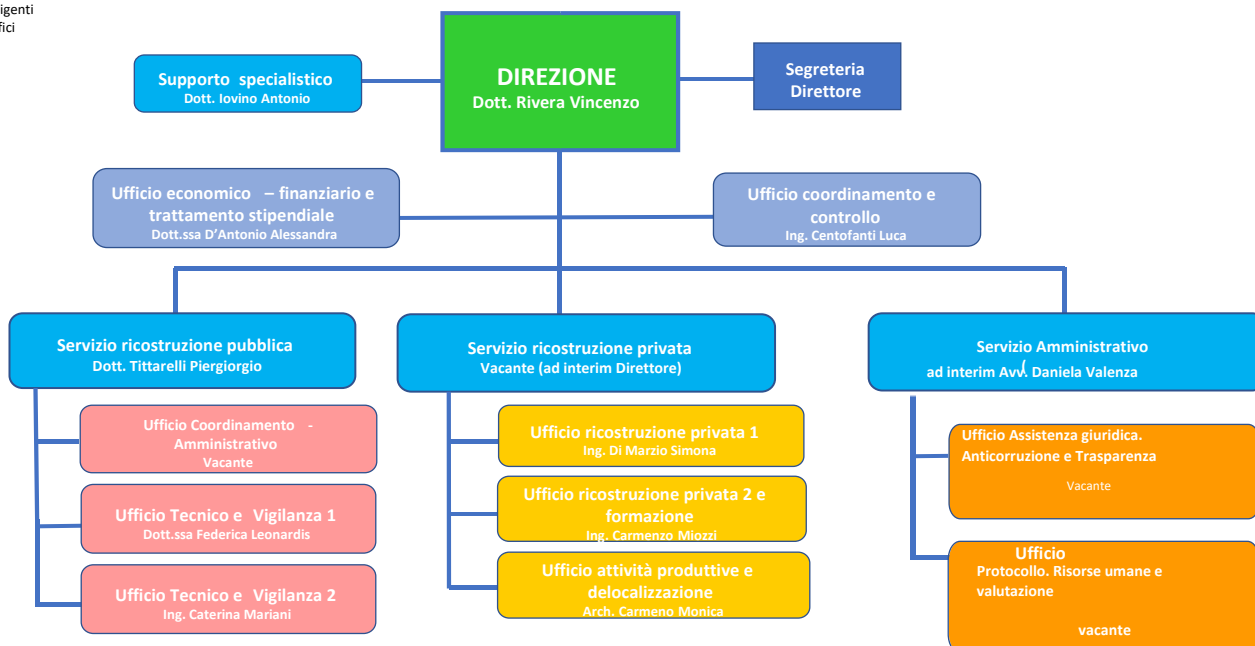 DIREZIONE
Dott. Rivera Vincenzo
Supporto specialistico
Dott. Iovino Antonio
Segreteria
Direttore
Ufficio economico – finanziario e
trattamento stipendiale
Dott.ssa D'Antonio Alessandra
Ufficio coordinamento e
controllo
Ing. Centofanti Luca
Servizio ricostruzione pubblica
Dott. Tittarelli Piergiorgio
Ufficio Coordinamento -
Amministrativo
Vacante
Ufficio Tecnico e Vigilanza 1
Dott.ssa Federica Leonardis
Ufficio Tecnico e Vigilanza 2
Ing. Caterina Mariani
Servizio ricostruzione privata
Vacante (ad interim Direttore)
Ufficio ricostruzione privata 1
Ing. Di Marzio Simona
Ufficio ricostruzione privata 2 e
formazione
Ing. Carmenzo Miozzi
Ufficio attività produttive e
delocalizzazione
Arch. Carmeno Monica
Servizio Amministrativo
ad interim Avv. Daniela Valenza
Ufficio Assistenza giuridica.
Anticorruzione e Trasparenza
Vacante
Ufficio
Protocollo. Risorse umane e
valutazione
vacante